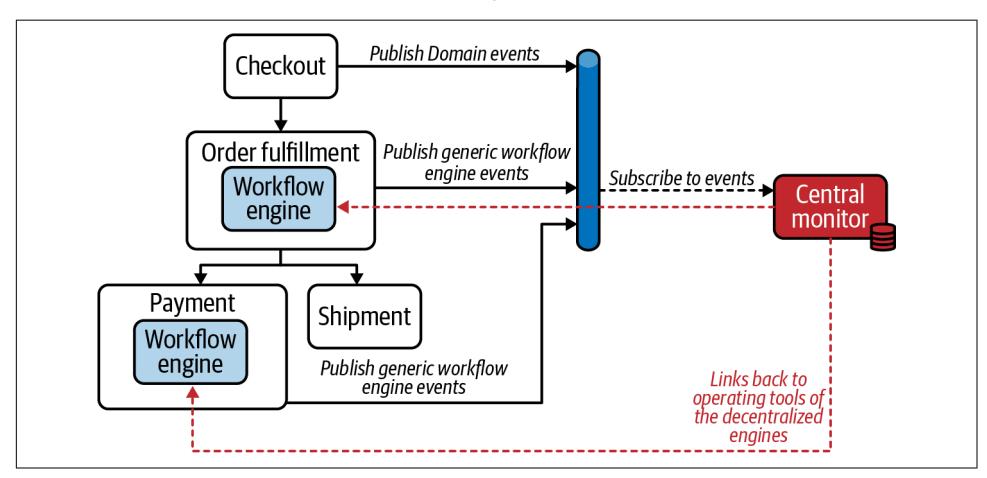 Checkout
Publish Domain events
Order fulfillment
Workflow
engine
Publish generic workflow
engine events
Subscribe to events
Central
monitor
Payment
Workflow
engine
Shipment
Publish generic workflow
engine events
Links back to
operating tools of
the decentralized
engines